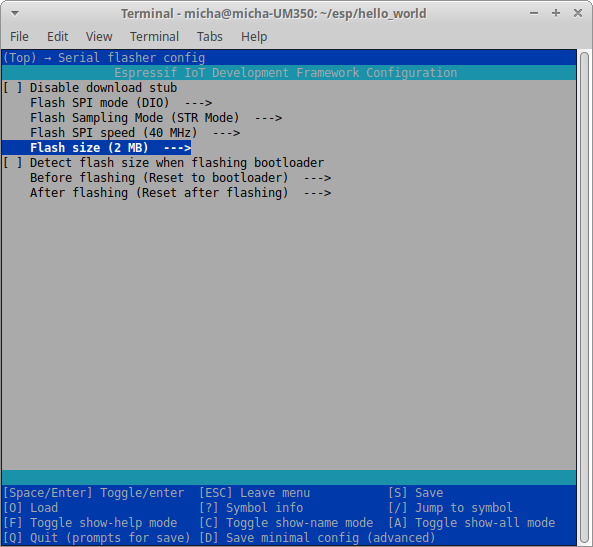 Terminal - micha@micha-UM350: ~/esp/hello_world
File Edit View Terminal Tabs Help
(Top) → Serial flasher config
Espressif IoT Development Framework Configuration
[ ] Disable download stub
Flash SPI mode (DIO)  --->
Flash Sampling Mode (STR Mode)  --->
Flash SPI speed (40 MHz)  --->
Flash size (2 MB)  --->
[ ] Detect flash size when flashing bootloader
Before flashing (Reset to bootloader)  --->
After flashing (Reset after flashing)  --->
[Space/Enter] Toggle/enter  [ESC] Leave menu  [S] Save
[O] Load  [?] Symbol info  [/] Jump to symbol
[F] Toggle show-help mode  [C] Toggle show-name mode  [A] Toggle show-all mode
[Q] Quit (prompts for save)  [D] Save minimal config (advanced)